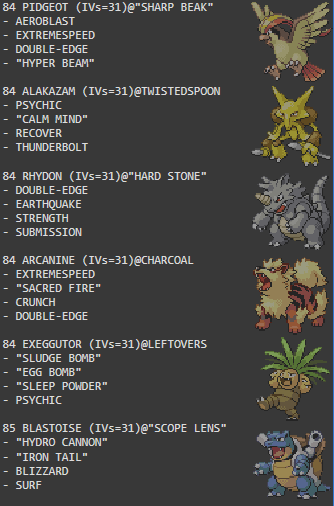 84 PIDGEOT (IVs=31)@"SHARP BEAK"
- AEROBLAST
- EXTREMESPEED
- DOUBLE-EDGE
- "HYPER BEAM"
84 ALAKAZAM (IVs=31)@TWISTEDSPOON
- PSYCHIC
- "CALM MIND"
- RECOVER
- THUNDERBOLT
84 RHYDON (IVs=31)@"HARD STONE"
- DOUBLE-EDGE
- EARTHQUAKE
- STRENGTH
- SUBMISSION
84 ARCANINE (IVs=31)@CHARCOAL
- EXTREMESPEED
- "SACRED FIRE"
- CRUNCH
- DOUBLE-EDGE
84 EXEGGUTOR (IVs=31)@LEFTOVERS
- "SLUDGE BOMB"
- "EGG BOMB"
- "SLEEP POWDER"
- PSYCHIC
85 BLASTOISE (IVs=31)@"SCOPE LENS"
- "HYDRO CANNON"
- "IRON TAIL"
- BLIZZARD
- SURF